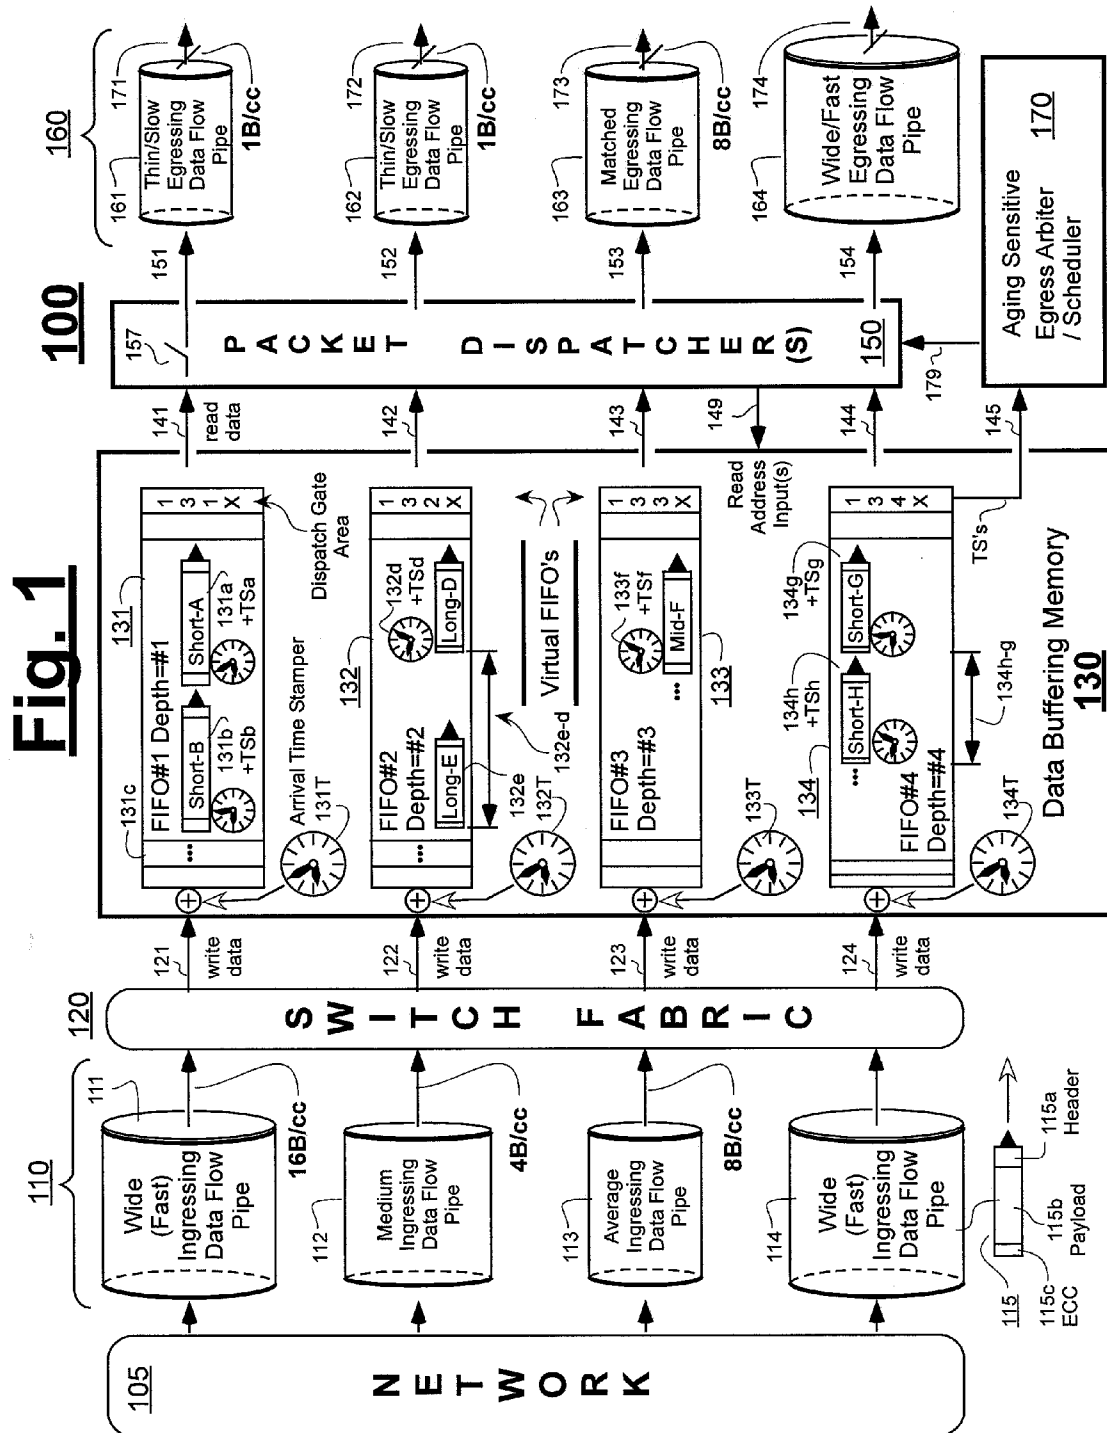 Fig. 1
100
110
111
Wide
(Fast)
Ingressing
Data Flow
Pipe
16B/cc
112
Medium
Ingressing
Data Flow
Pipe
4B/cc
113
Average
Ingressing
Data Flow
Pipe
8B/cc
114
Wide
(Fast)
Ingressing
Data Flow
Pipe
115
115a
Header
115b
Payload
115c
ECC
105
NETWORK
120
SWITCH FABRIC
121
write
data
122
write
data
123
write
data
124
write
data
131c
131
FIFO#1 Depth=#1
Short-B
Short-A
•••
131b
+TSb
131a
+TSa
131X
Dispatch Gate
Area
Arrival Time Stamper
131T
132
FIFO#2
Depth=#2
•••
Long-E
Long-D
132d
+TSd
132X
132e
132e-d
132T
Virtual FIFO's
FIFO#3
Depth=#3
133f
+TSf
•••
Mid-F
133X
133
133T
134
134h
+TSh
134g
+TSg
•••
Short-H
Short-G
134X
FIFO#4
Depth=#4
134h-g
134T
TS's
Data Buffering Memory
130
141
read
data
142
143
149
Read
Address
Input(s)
144
145
157
PACKET DISPATCHER(S)
150
179
151
152
153
154
160
161
171
Thin/Slow
Egressing
Data Flow
Pipe
1B/cc
162
172
Thin/Slow
Egressing
Data Flow
Pipe
1B/cc
163
173
Matched
Egressing
Data Flow
Pipe
8B/cc
164
174
Wide/Fast
Egressing
Data Flow
Pipe
Aging Sensitive
Egress Arbiter
/ Scheduler
170